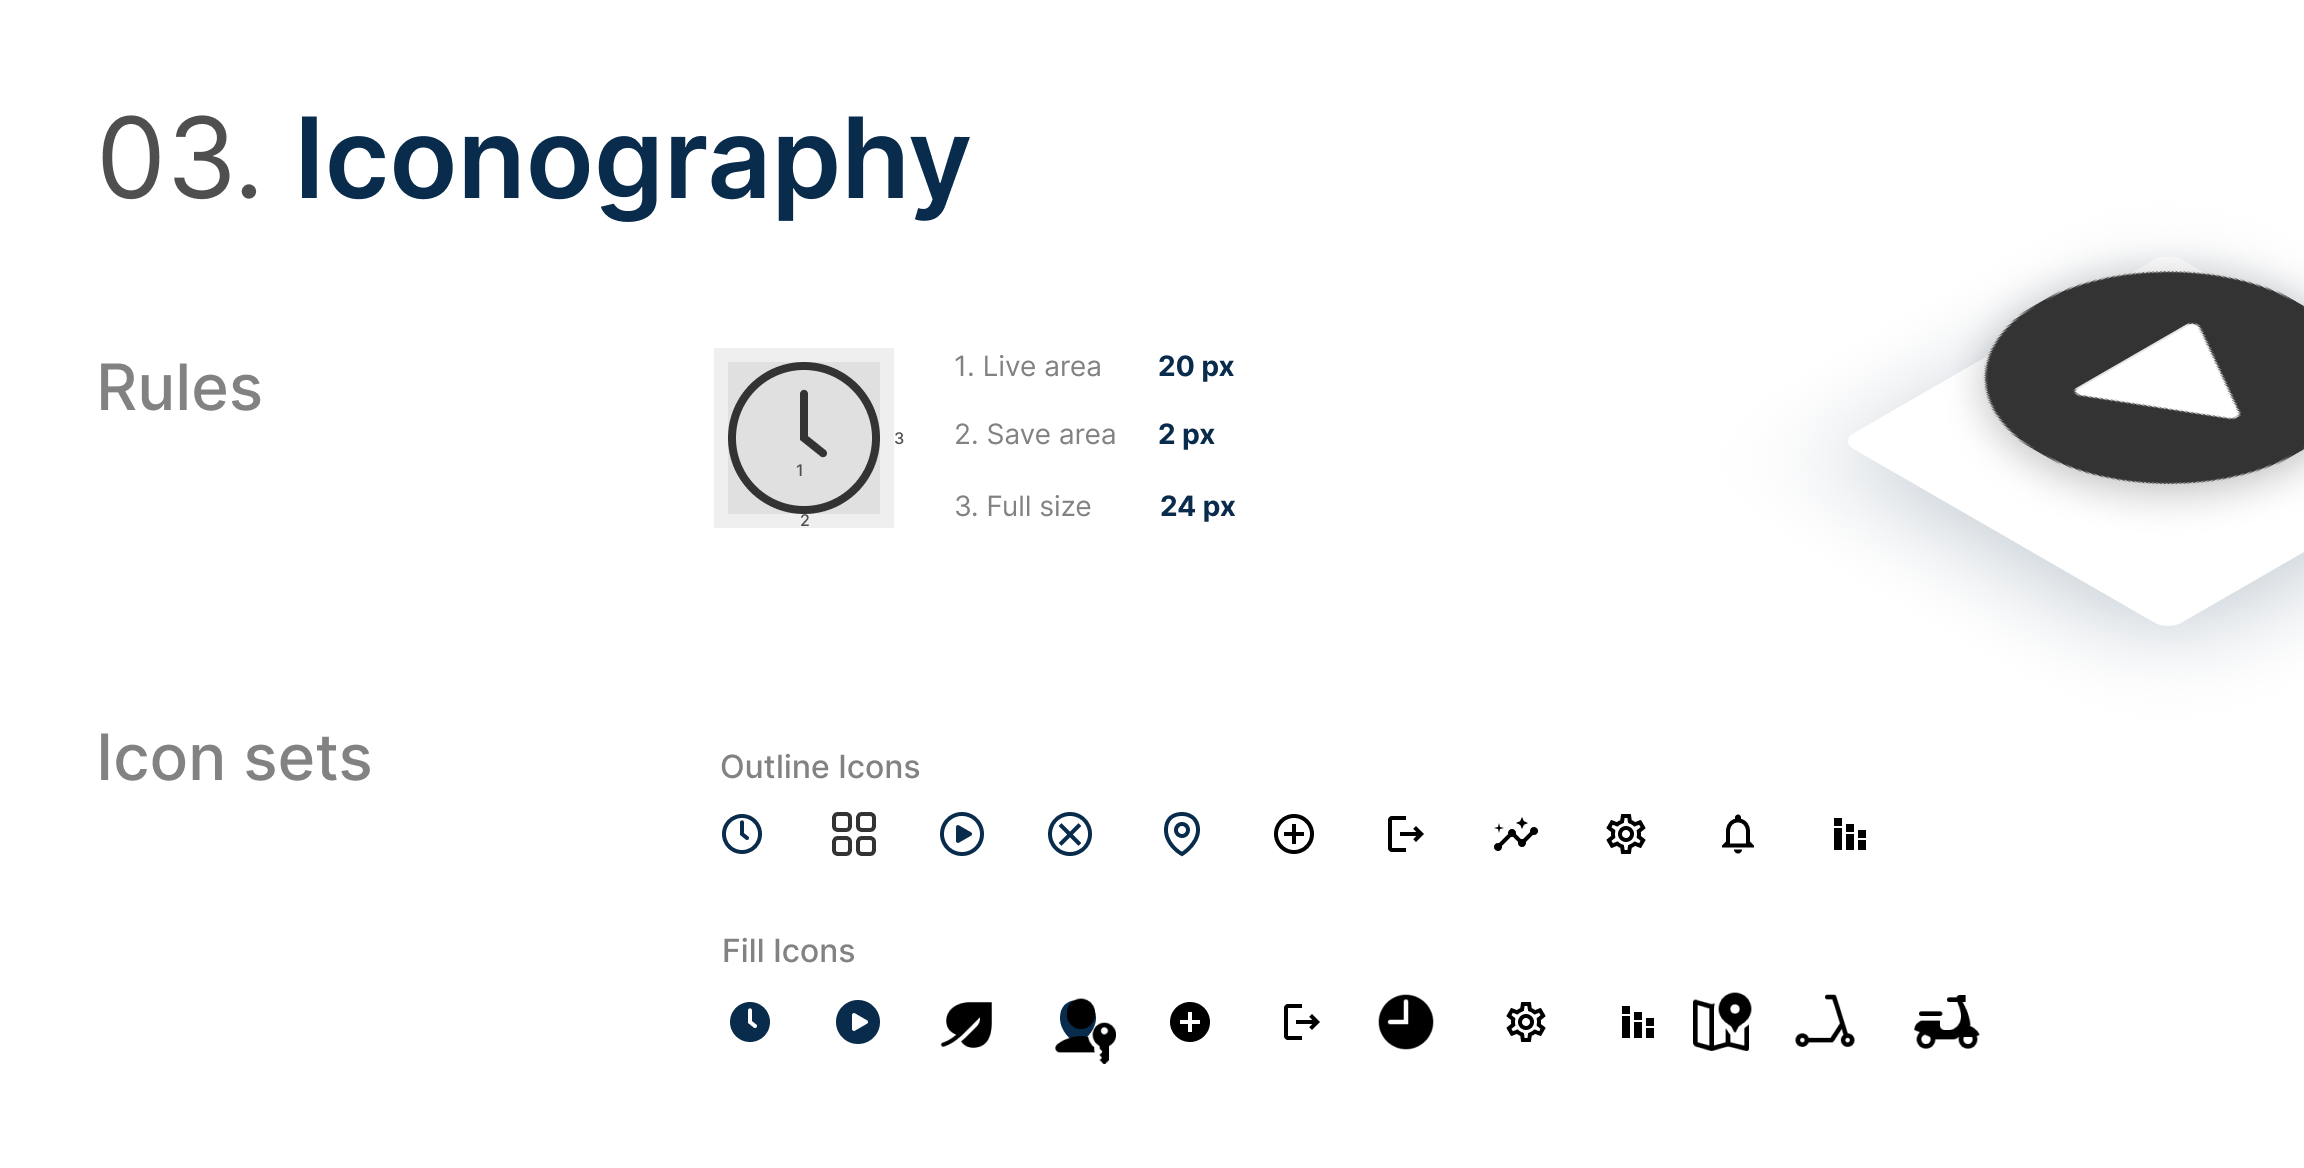 03. Iconography
Rules
1. Live area 20 px
2. Save area 2 px
3. Full size 24 px
1
2
3
Icon sets
Outline Icons
Fill Icons